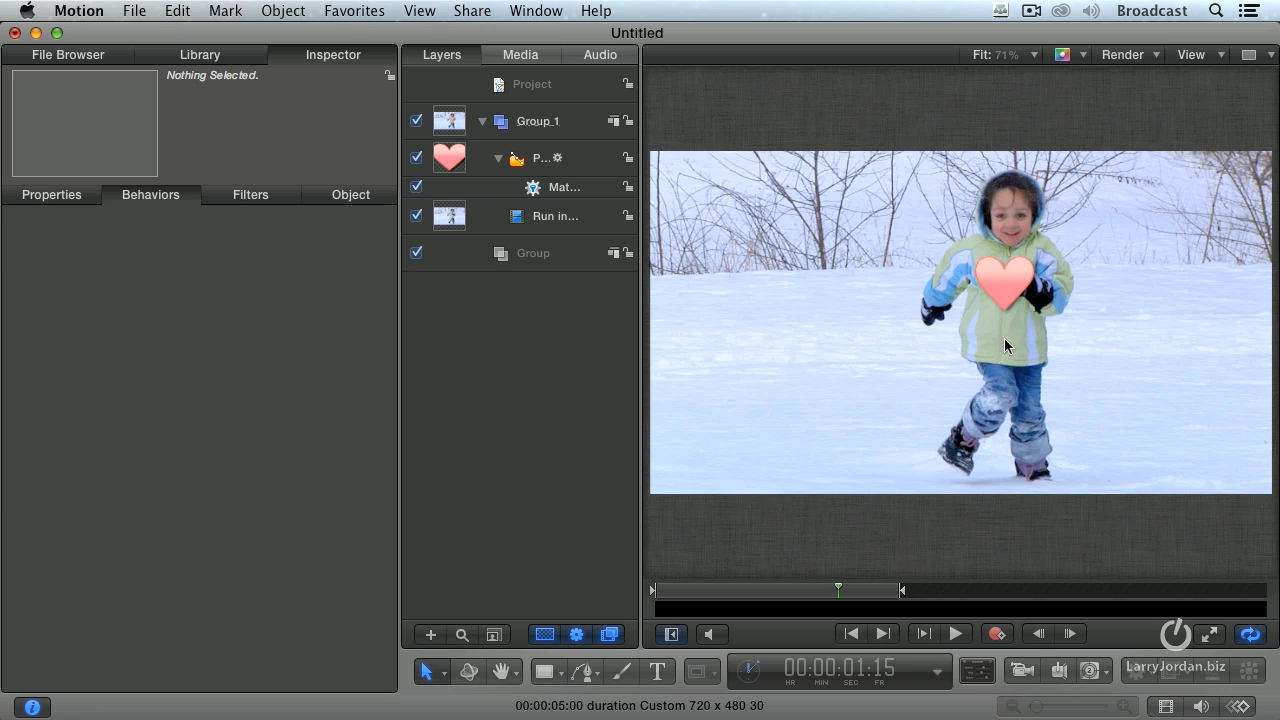 Motion File Edit Mark Object Favorites View Share Window Help Broadcast
Untitled
File Browser Library Inspector Layers Media Audio Fit: 71% Render View
Nothing Selected.
Project
Group_1
P...
Mat...
Properties Behaviors Filters Object
Run in...
Group
T
00:00:01:15
HR MIN SEC FR
LarryJordan.biz
00:00:05:00 duration Custom 720 x 480 30